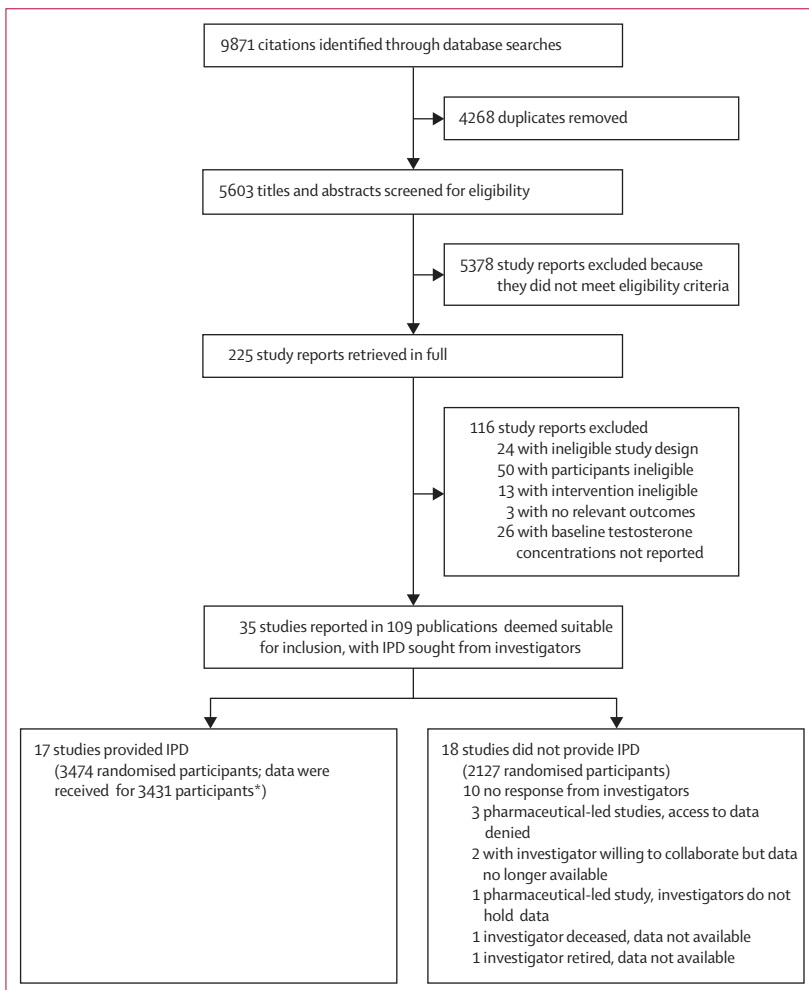 9871 citations identified through database searches
4268 duplicates removed
5603 titles and abstracts screened for eligibility
5378 study reports excluded because
they did not meet eligibility criteria
225 study reports retrieved in full
116 study reports excluded
24 with ineligible study design
50 with participants ineligible
13 with intervention ineligible
3 with no relevant outcomes
26 with baseline testosterone
concentrations not reported
35 studies reported in 109 publications deemed suitable
for inclusion, with IPD sought from investigators
17 studies provided IPD
(3474 randomised participants; data were
received for 3431 participants*)
18 studies did not provide IPD
(2127 randomised participants)
10 no response from investigators
3 pharmaceutical-led studies, access to data
denied
2 with investigator willing to collaborate but data
no longer available
1 pharmaceutical-led study, investigators do not
hold data
1 investigator deceased, data not available
1 investigator retired, data not available